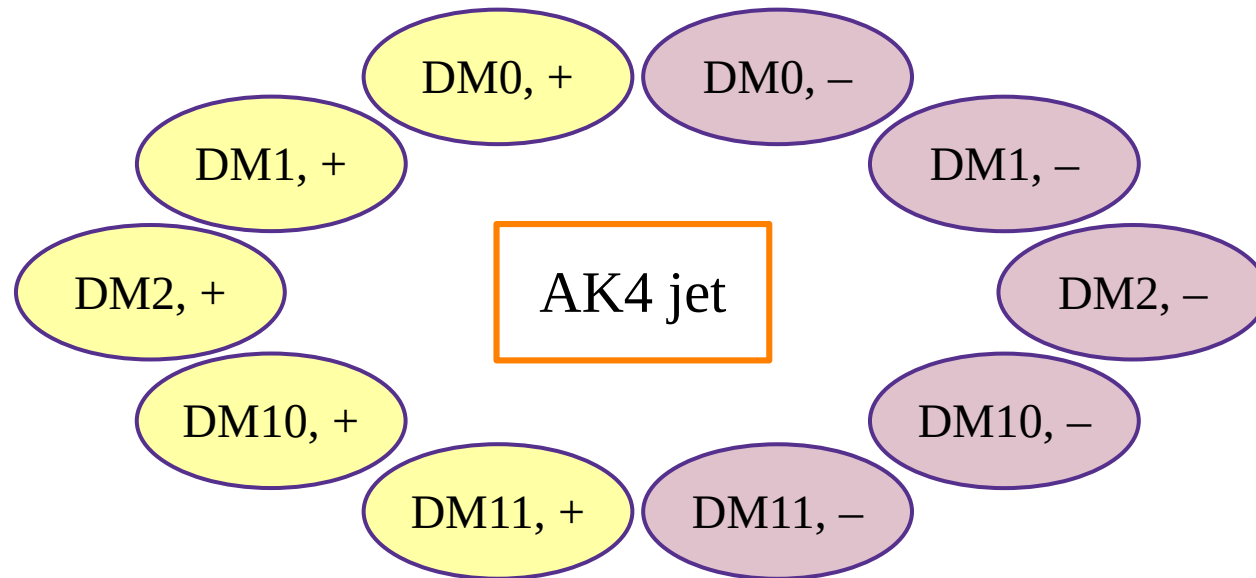 DM0, +
DM0, –
DM1, +
DM1, –
DM2, +
AK4 jet
DM2, –
DM10, +
DM10, –
DM11, +
DM11, –